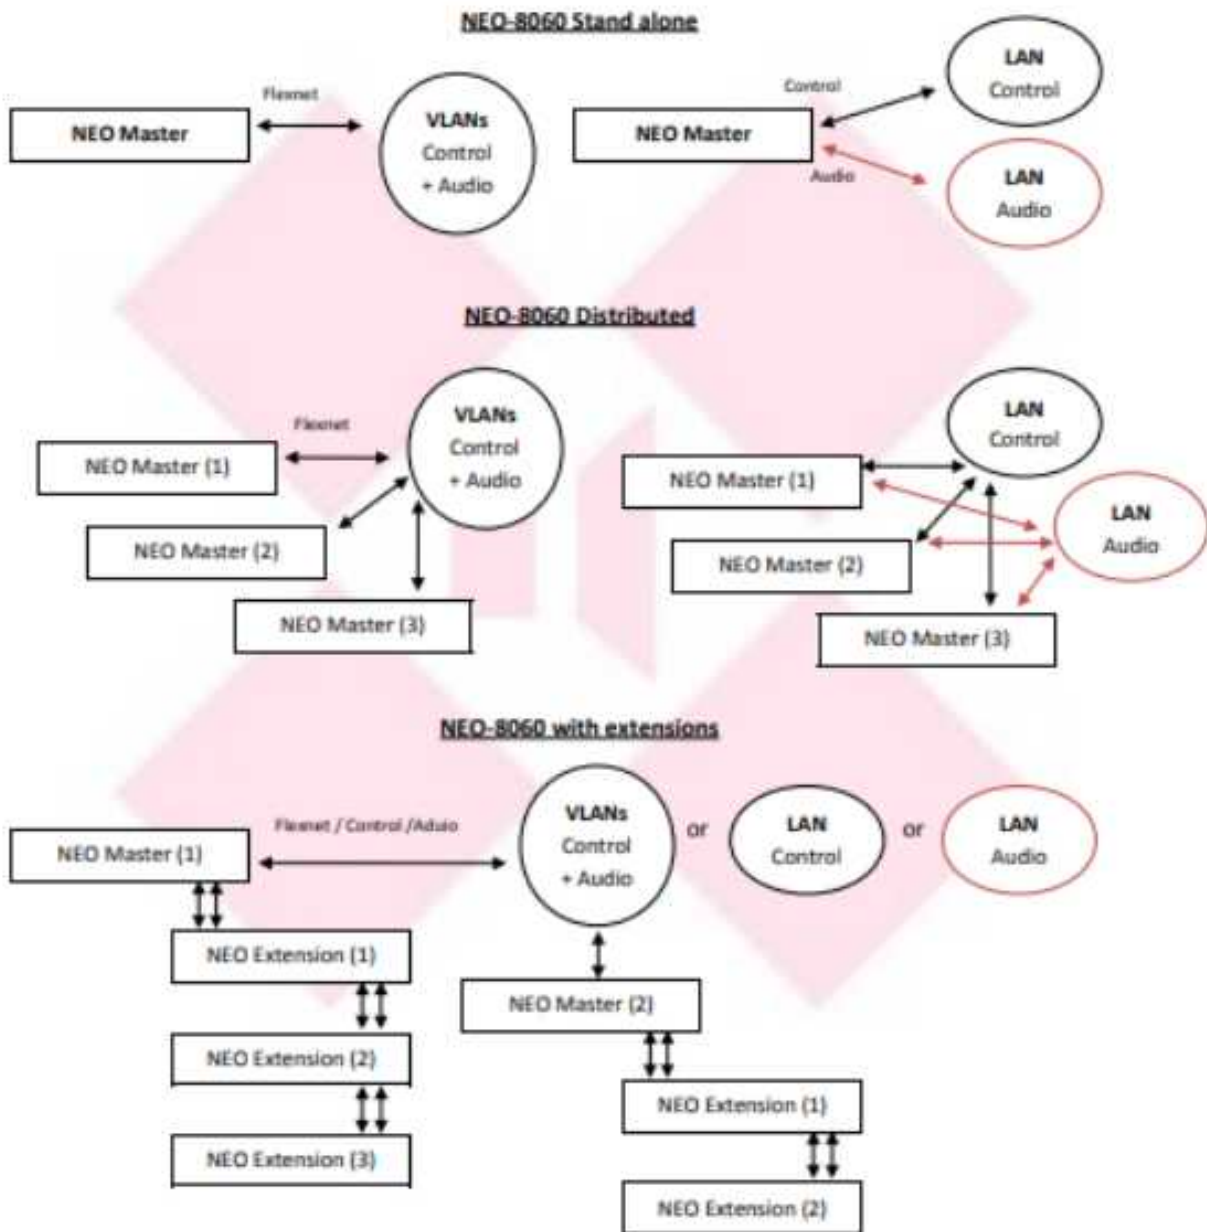 NEO-8060 Stand alone
Flexnet
NEO Master
VLANs
Control
+ Audio
Control
NEO Master
Audio
LAN
Control
LAN
Audio
NEO-8060 Distributed
Flexnet
VLANs
Control
+ Audio
NEO Master (1)
NEO Master (2)
NEO Master (3)
LAN
Control
NEO Master (1)
LAN
Audio
NEO Master (2)
NEO Master (3)
NEO-8060 with extensions
NEO Master (1)
Flexnet / Control /Aduio
VLANs
Control
+ Audio
or
LAN
Control
or
LAN
Audio
NEO Extension (1)
NEO Extension (2)
NEO Extension (3)
NEO Master (2)
NEO Extension (1)
NEO Extension (2)